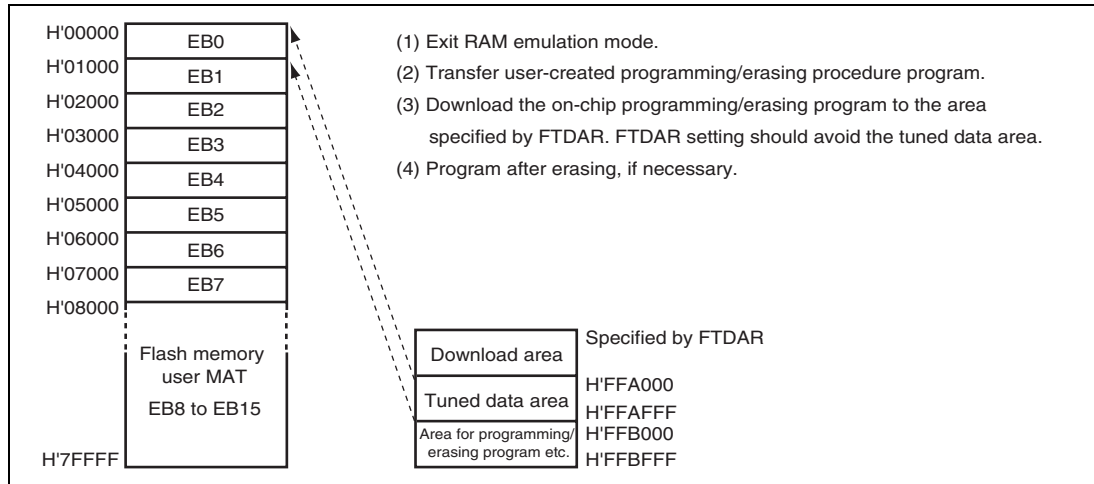 H'00000
EB0
H'01000
EB1
H'02000
EB2
H'03000
EB3
H'04000
EB4
H'05000
EB5
H'06000
EB6
H'07000
EB7
H'08000
Flash memory
user MAT
EB8 to EB15
H'7FFFF
(1) Exit RAM emulation mode.
(2) Transfer user-created programming/erasing procedure program.
(3) Download the on-chip programming/erasing program to the area
specified by FTDAR. FTDAR setting should avoid the tuned data area.
(4) Program after erasing, if necessary.
Specified by FTDAR
Download area
H'FFA000
Tuned data area
H'FFAFFF
H'FFB000
Area for programming/
erasing program etc.
H'FFBFFF